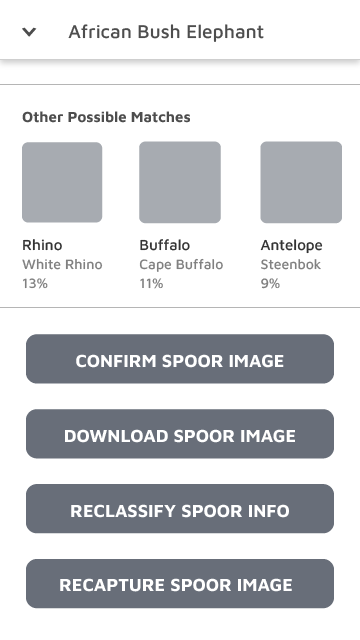 African Bush Elephant
Other Possible Matches
Rhino Buffalo Antelope
White Rhino Cape Buffalo Steenbok
13% 11% 9%
CONFIRM SPOOR IMAGE
DOWNLOAD SPOOR IMAGE
RECLASSIFY SPOOR INFO
RECAPTURE SPOOR IMAGE